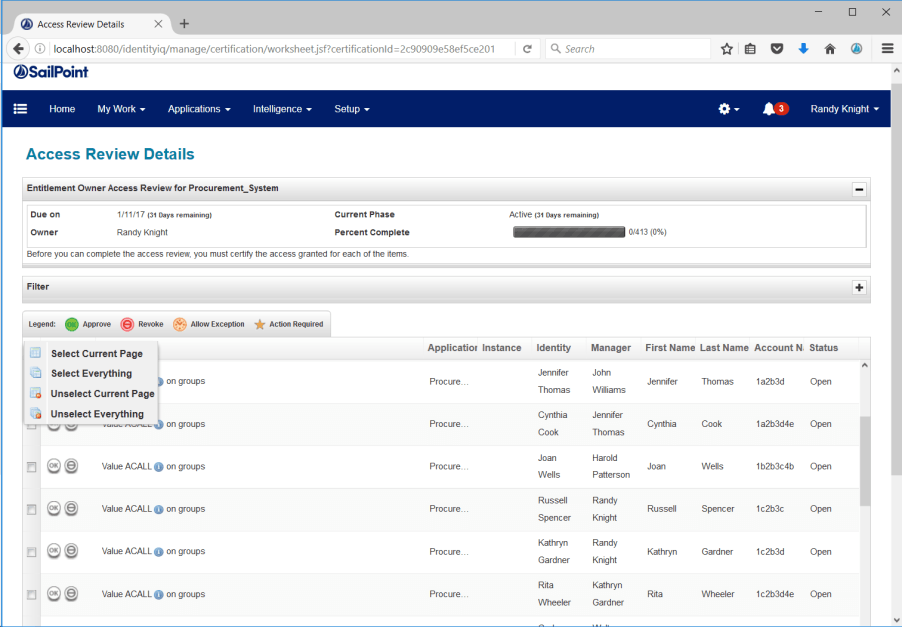 Access Review Details
localhost:8080/identityiq/manage/certification/worksheet.jsf?certificationId=2c90909e58ef5ce201
Search
SailPoint
Home My Work Applications Intelligence Setup 3 Randy Knight
Access Review Details
Entitlement Owner Access Review for Procurement_System
Due on 1/11/17 (31 Days remaining) Current Phase Active (31 Days remaining)
Owner Randy Knight Percent Complete 0/413 (0%)
Before you can complete the access review, you must certify the access granted for each of the items.
Filter
Legend: OK Approve Revoke Allow Exception Action Required
Application Instance Identity Manager First Name Last Name Account N Status
Select Current Page
Select Everything
Unselect Current Page
Unselect Everything
on groups Procure... Jennifer Thomas John Williams Jennifer Thomas 1a2b3d Open
Value ACALL on groups Procure... Cynthia Cook Jennifer Thomas Cynthia Cook 1a2b3d4e Open
OK Value ACALL on groups Procure... Joan Wells Harold Patterson Joan Wells 1b2b3c4b Open
OK Value ACALL on groups Procure... Russell Spencer Randy Knight Russell Spencer 1c2b3c Open
OK Value ACALL on groups Procure... Kathryn Gardner Randy Knight Kathryn Gardner 1c2b3d Open
OK Value ACALL on groups Procure... Rita Wheeler Kathryn Gardner Rita Wheeler 1c2b3d4e Open